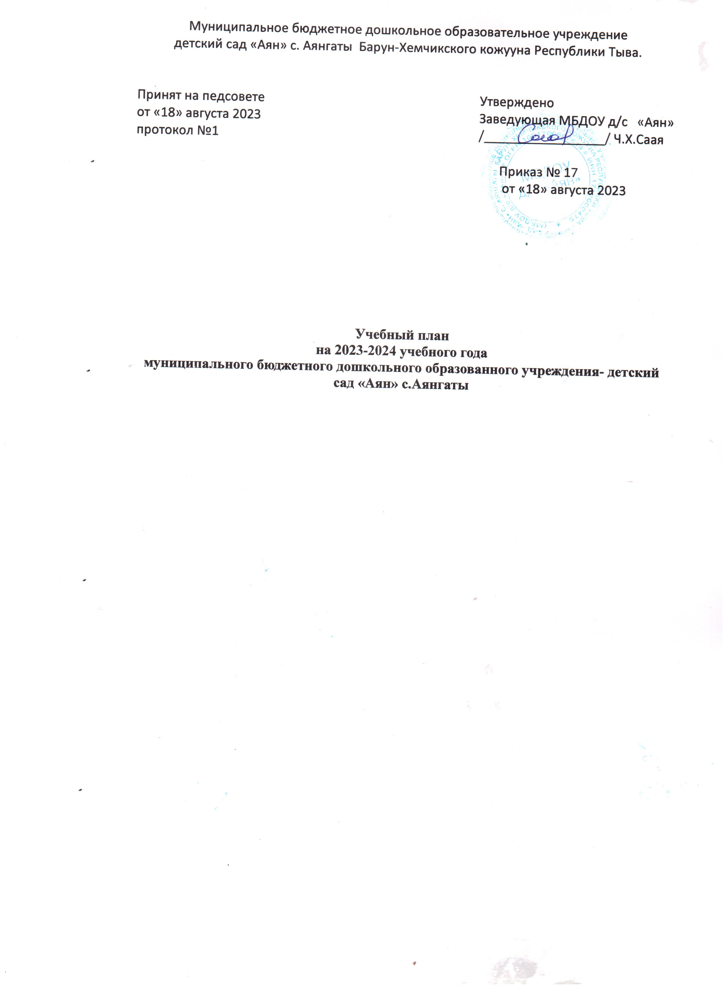 Муниципальное бюджетное дошкольное образовательное учреждение
детский сад «Аян» с. Аянгаты Барун-Хемчикского кожууна Республики Тыва.
Принят на педсовете
от «18» августа 2023
протокол №1
Утверждено
Заведующая МБДОУ д/с «Аян»
/ / Ч.Х.Саая
Приказ № 17
от «18» августа 2023
Учебный план
на 2023-2024 учебного года
муниципального бюджетного дошкольного образованного учреждения- детский
сад «Аян» с.Аянгаты